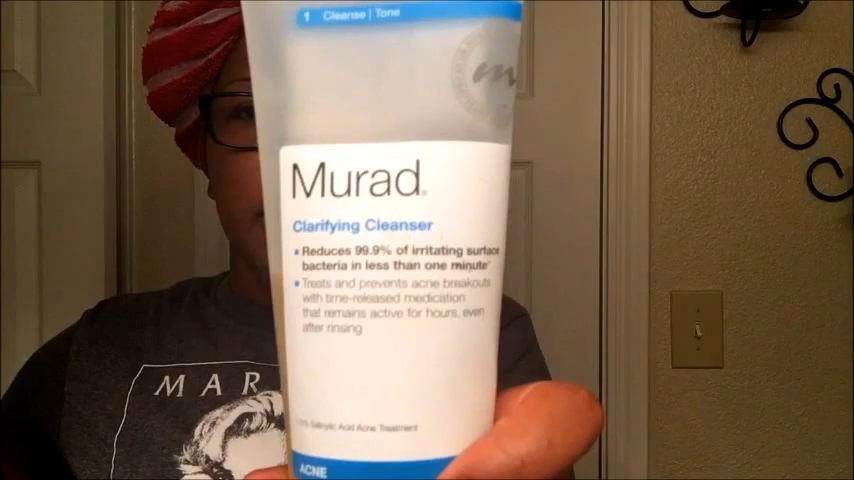 1 Cleanse | Tone
m
Murad®
Clarifying Cleanser
• Reduces 99.9% of irritating surface
bacteria in less than one minute*
• Treats and prevents acne breakouts
with time-released medication
that remains active for hours, even
after rinsing
MAR
Salicylic Acid Acne Treatment
ACNE